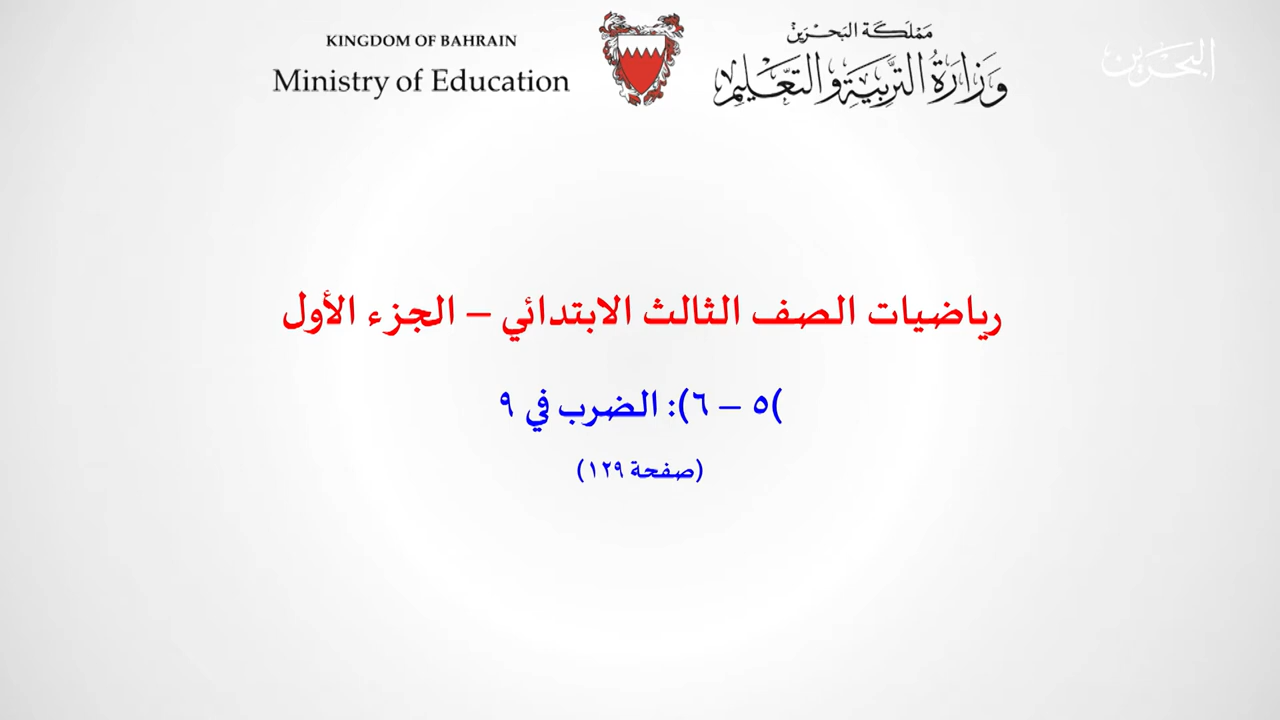 KINGDOM OF BAHRAIN
Ministry of Education
مملكة البحرين
وزارة التربية والتعليم
البحرين
رياضيات الصف الثالث الابتدائي – الجزء الأول
)٥ – ٦): الضرب في ٩
(صفحة ١٢٩)